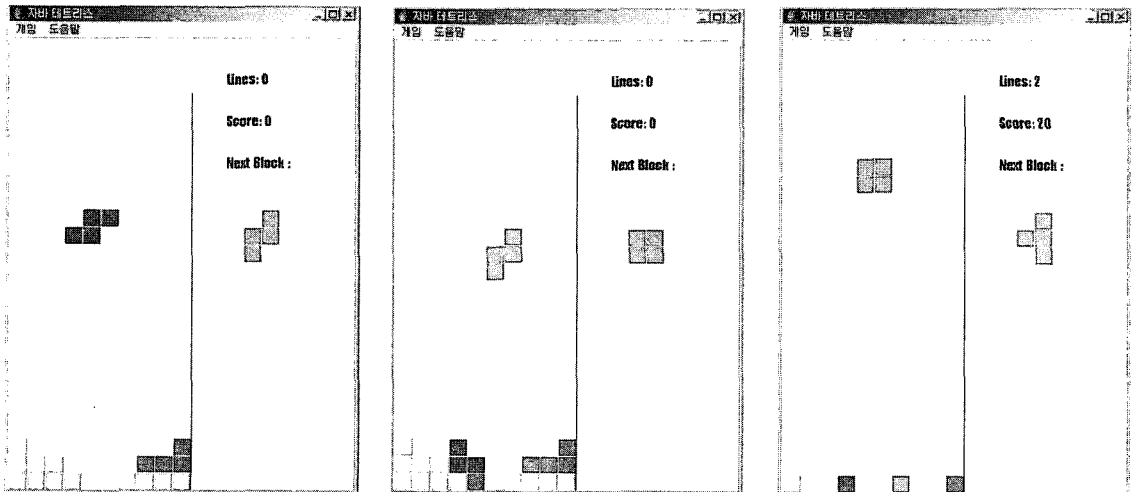 자바 테트리스
게임 도움말
Lines: 0
Score: 0
Next Block :
자바 테트리스
게임 도움말
Lines: 0
Score: 0
Next Block :
자바 테트리스
게임 도움말
Lines: 2
Score: 20
Next Block :